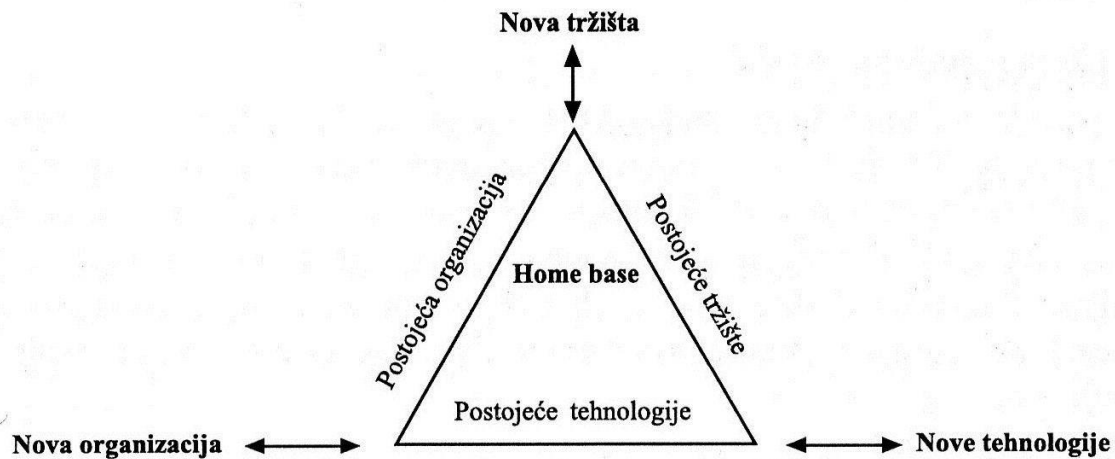 Nova tržišta
Postojeća organizacija
Postojeće tržište
Home base
Postojeće tehnologije
Nova organizacija
Nove tehnologije